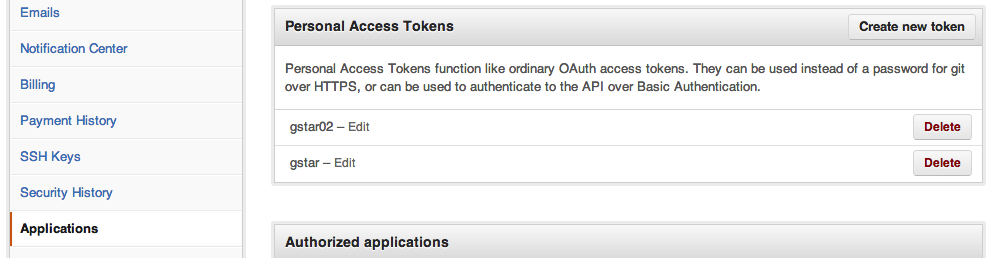 Emails
Notification Center
Billing
Payment History
SSH Keys
Security History
Applications
Personal Access Tokens
Create new token
Personal Access Tokens function like ordinary OAuth access tokens. They can be used instead of a password for git
over HTTPS, or can be used to authenticate to the API over Basic Authentication.
gstar02 – Edit
Delete
gstar – Edit
Delete
Authorized applications